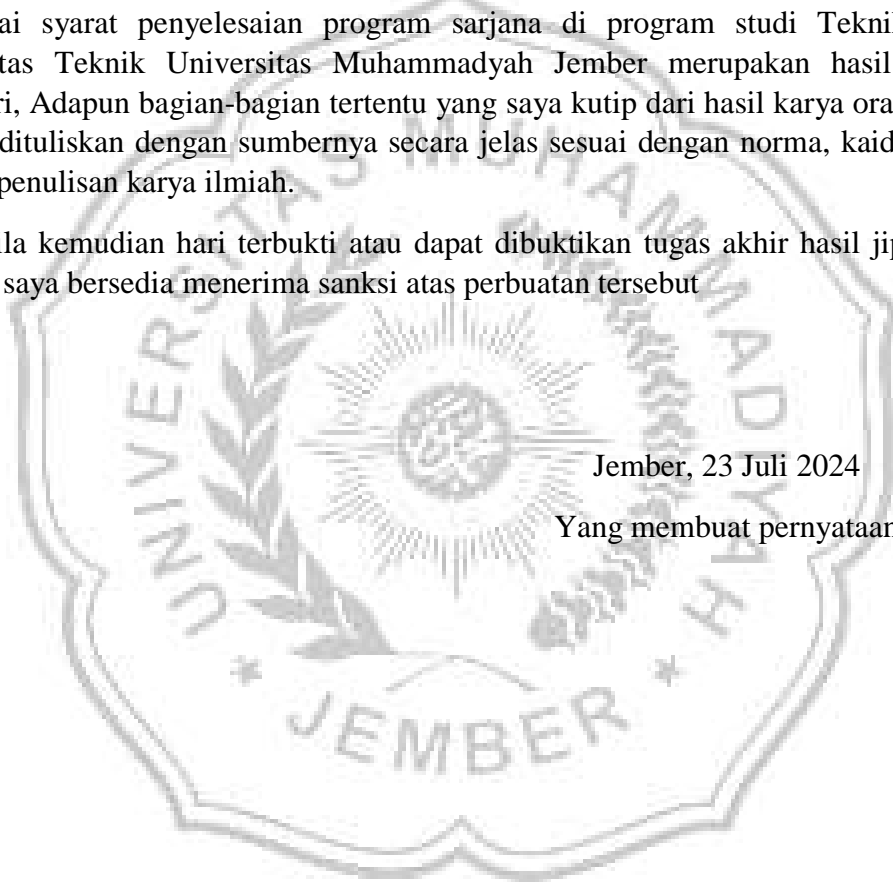 ai syarat penyelesaian program sarjana di program studi Teknik
tas Teknik Universitas Muhammadyah Jember merupakan hasil
ri, Adapun bagian-bagian tertentu yang saya kutip dari hasil karya ora
dituliskan dengan sumbernya secara jelas sesuai dengan norma, kaid
penulisan karya ilmiah.
la kemudian hari terbukti atau dapat dibuktikan tugas akhir hasil jip
saya bersedia menerima sanksi atas perbuatan tersebut
Jember, 23 Juli 2024
Yang membuat pernyataan
UNIVERSITAS MUHAMMADIYAH
JEMBER